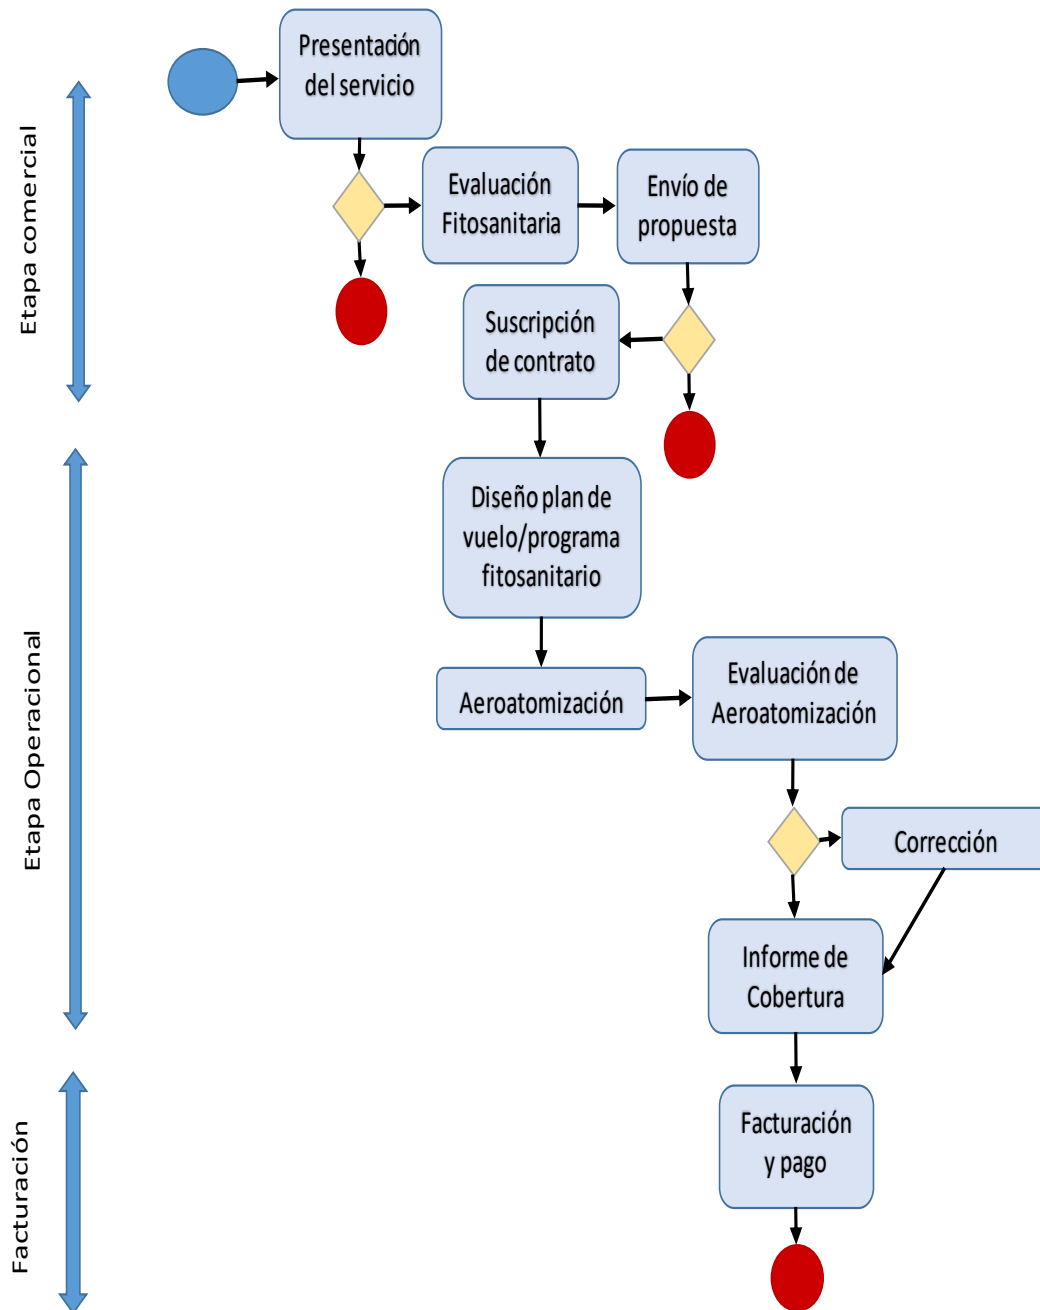 Presentación
del servicio
Etapa comercial
Evaluación
Fitosanitaria
Envío de
propuesta
Suscripción
de contrato
Etapa Operacional
Diseño plan de
vuelo/programa
fitosanitario
Aeroatomización
Evaluación de
Aeroatomización
Corrección
Informe de
Cobertura
Facturación
Facturación
y pago